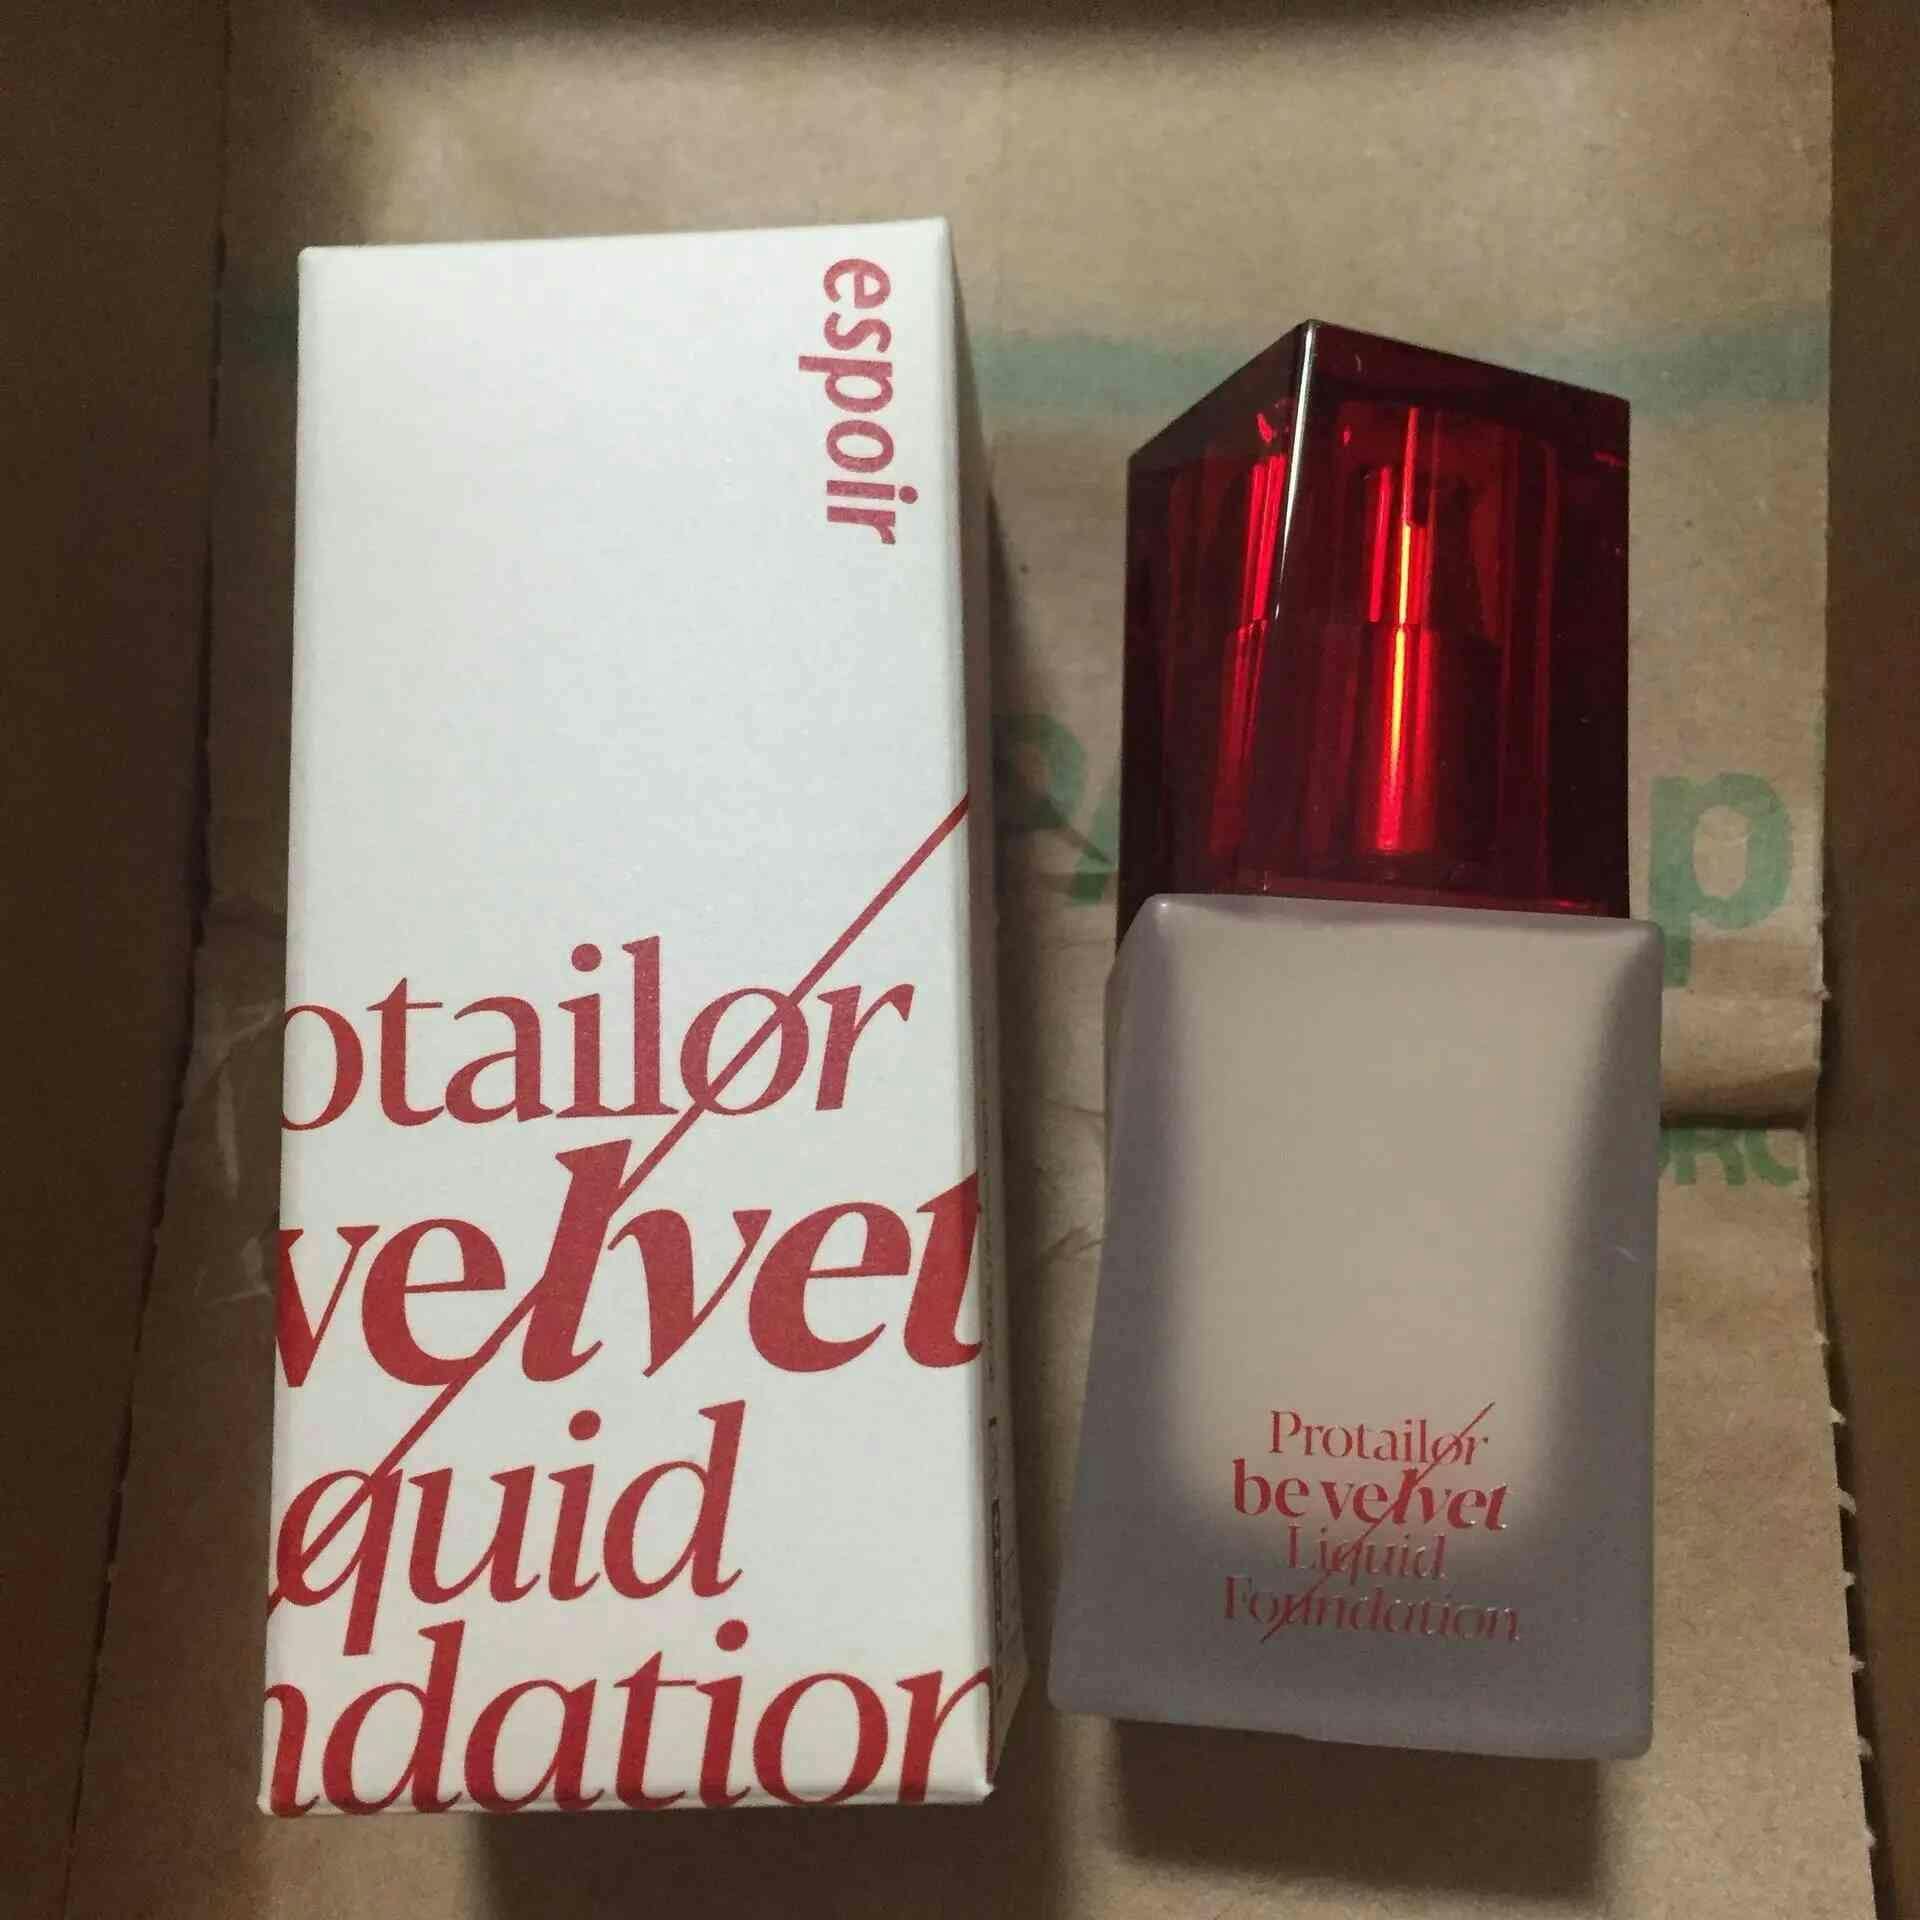 espoir
otailør
velvet
quid
ndation
Protailør
be velvet
Liquid
Foundation
p